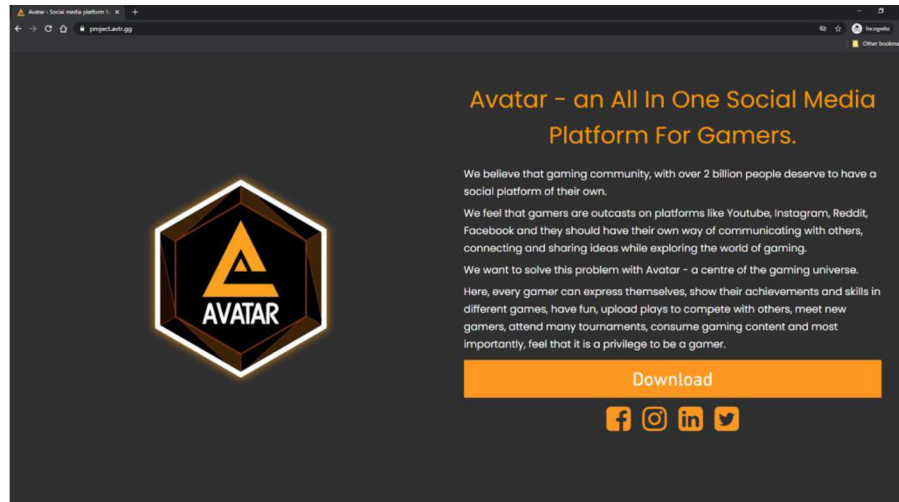 Avatar - Social media platform f
project.avtr.gg
Incognito
Other bookma
Avatar - an All In One Social Media
Platform For Gamers.
We believe that gaming community, with over 2 billion people deserve to have a
social platform of their own.
We feel that gamers are outcasts on platforms like Youtube, Instagram, Reddit,
Facebook and they should have their own way of communicating with others,
connecting and sharing ideas while exploring the world of gaming.
We want to solve this problem with Avatar - a centre of the gaming universe.
Here, every gamer can express themselves, show their achievements and skills in
different games, have fun, upload plays to compete with others, meet new
gamers, attend many tournaments, consume gaming content and most
importantly, feel that it is a privilege to be a gamer.
AVATAR
Download